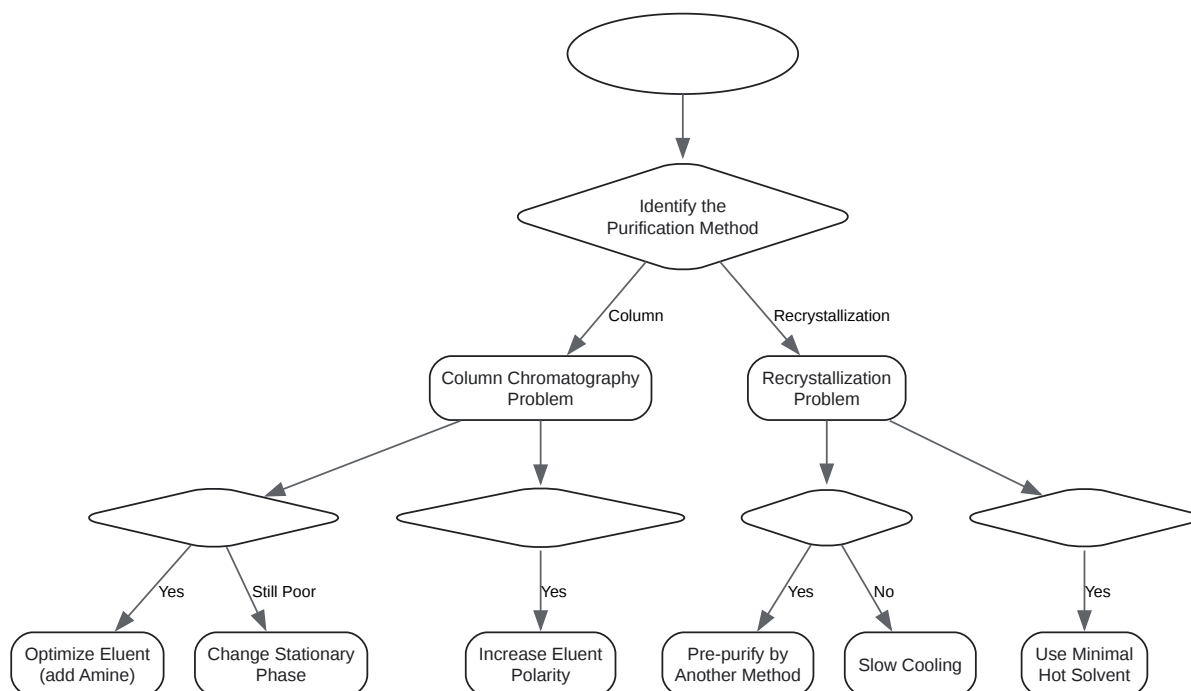 Identify the
Purification Method
Column
Recrystallization
Column Chromatography
Problem
Recrystallization
Problem
Yes
Still Poor
Yes
Yes
No
Yes
Optimize Eluent
(add Amine)
Change Stationary
Phase
Increase Eluent
Polarity
Pre-purify by
Another Method
Slow Cooling
Use Minimal
Hot Solvent